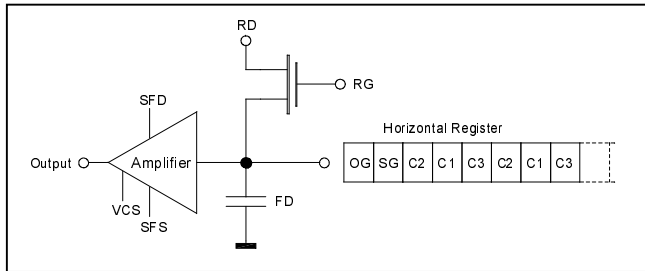 RD
RG
SFD
Horizontal Register
Output
Amplifier
OG SG C2 C1 C3 C2 C1 C3
FD
VCS
SFS